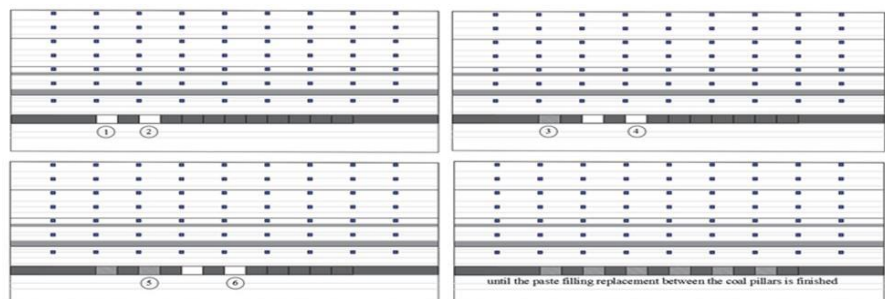 ① ②
③ ④
⑤ ⑥
until the paste filling replacement between the coal pillars is finished